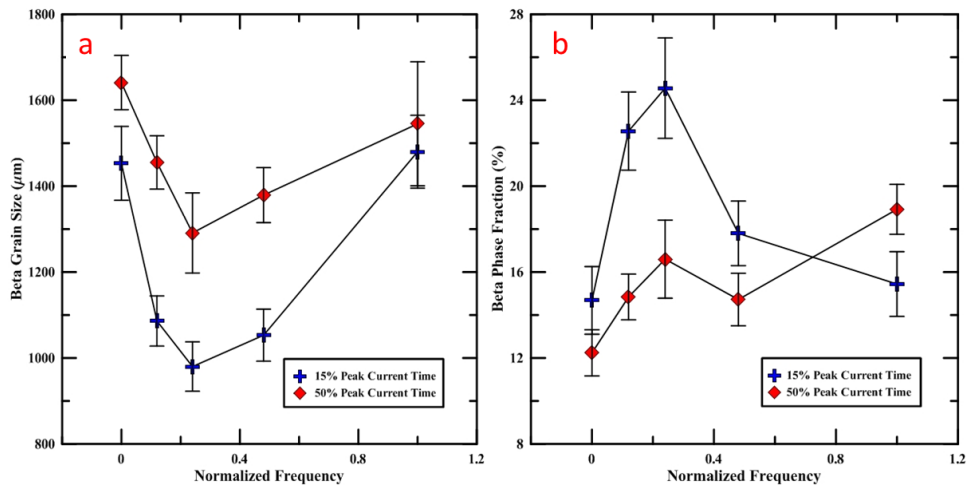 a
1800
1600
1400
1200
1000
800
Beta Grain Size (μm)
0
0.4
0.8
1.2
Normalized Frequency
15% Peak Current Time
50% Peak Current Time
b
28
24
20
16
12
8
Beta Phase Fraction (%)
0
0.4
0.8
1.2
Normalized Frequency
15% Peak Current Time
50% Peak Current Time